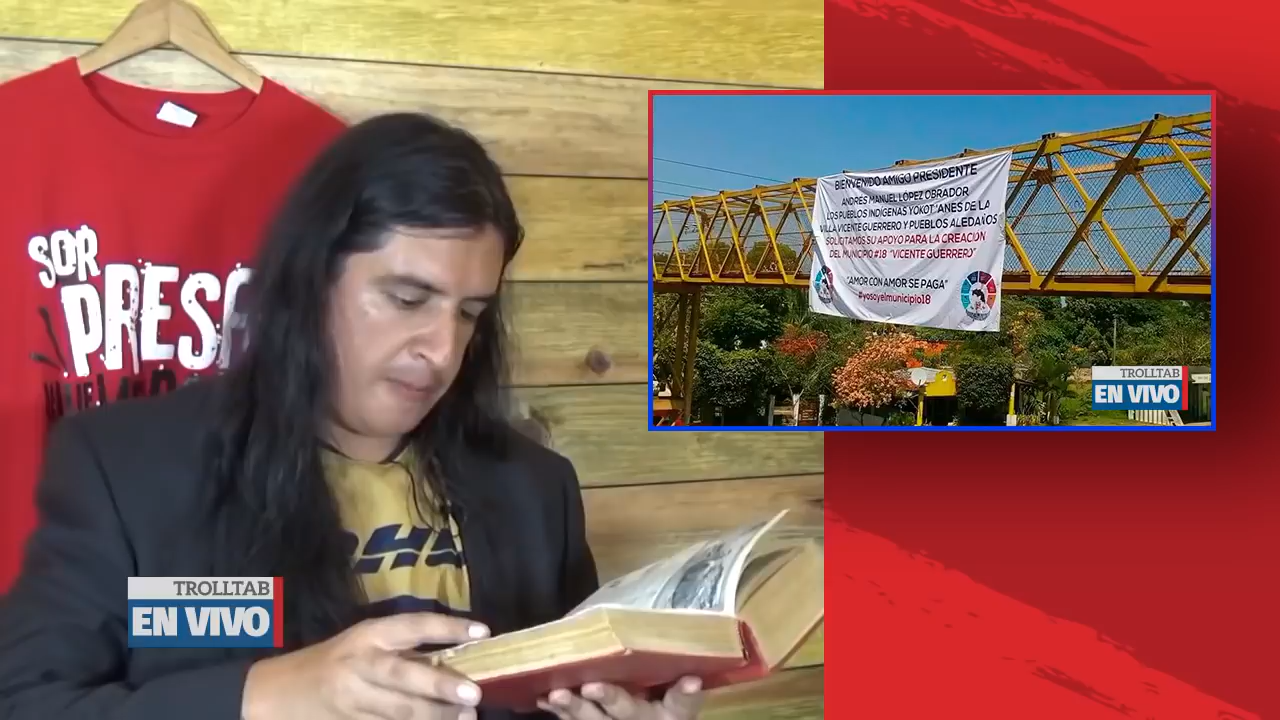 SOR
PRESA
DHL
TROLLTAB
EN VIVO
BIENVENIDO AMIGO PRESIDENTE
ANDRES MANUEL LÓPEZ OBRADOR
LOS PUEBLOS INDIGENAS YOKOT'ANES DE LA
VILLA VICENTE GUERRERO Y PUEBLOS ALEDAÑOS
SOLICITAMOS SU APOYO PARA LA CREACION
DEL MUNICIPIO #18 "VICENTE GUERRERO"
"AMOR CON AMOR SE PAGA"
#yosoyelmunicipio18
TROLLTAB
EN VIVO